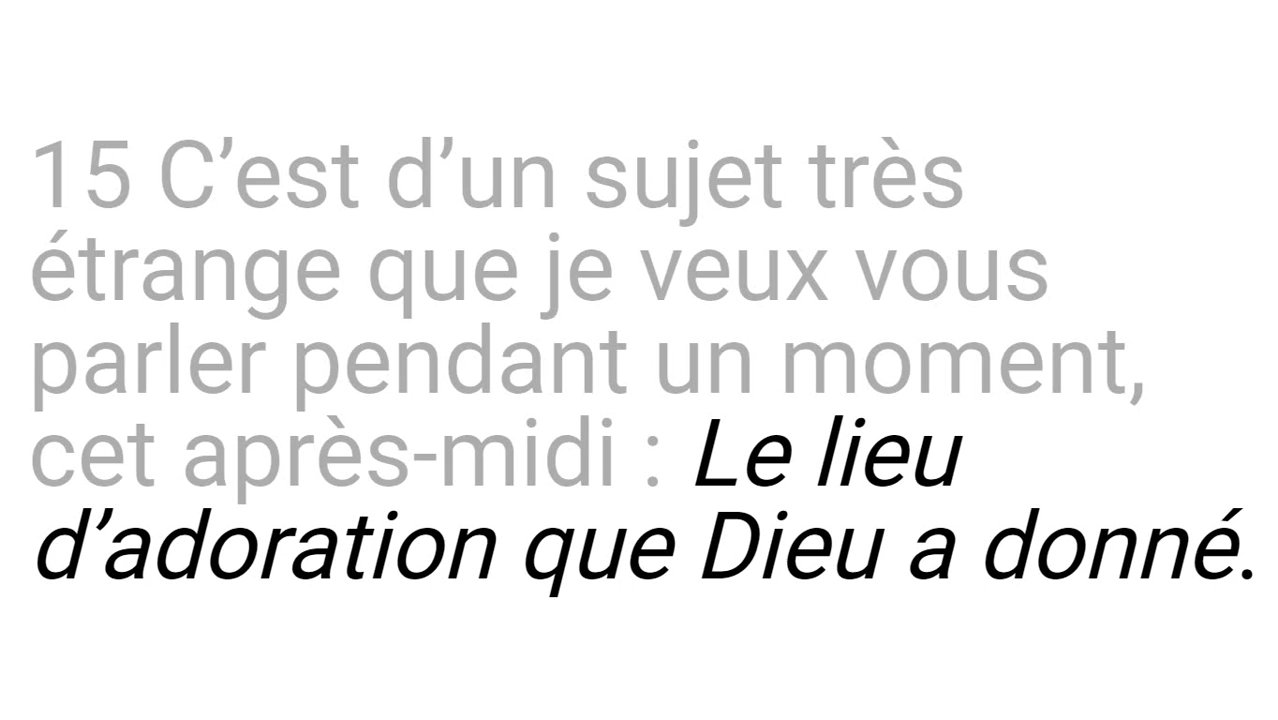 15 C’est d’un sujet très
étrange que je veux vous
parler pendant un moment,
cet après-midi : Le lieu
d’adoration que Dieu a donné.